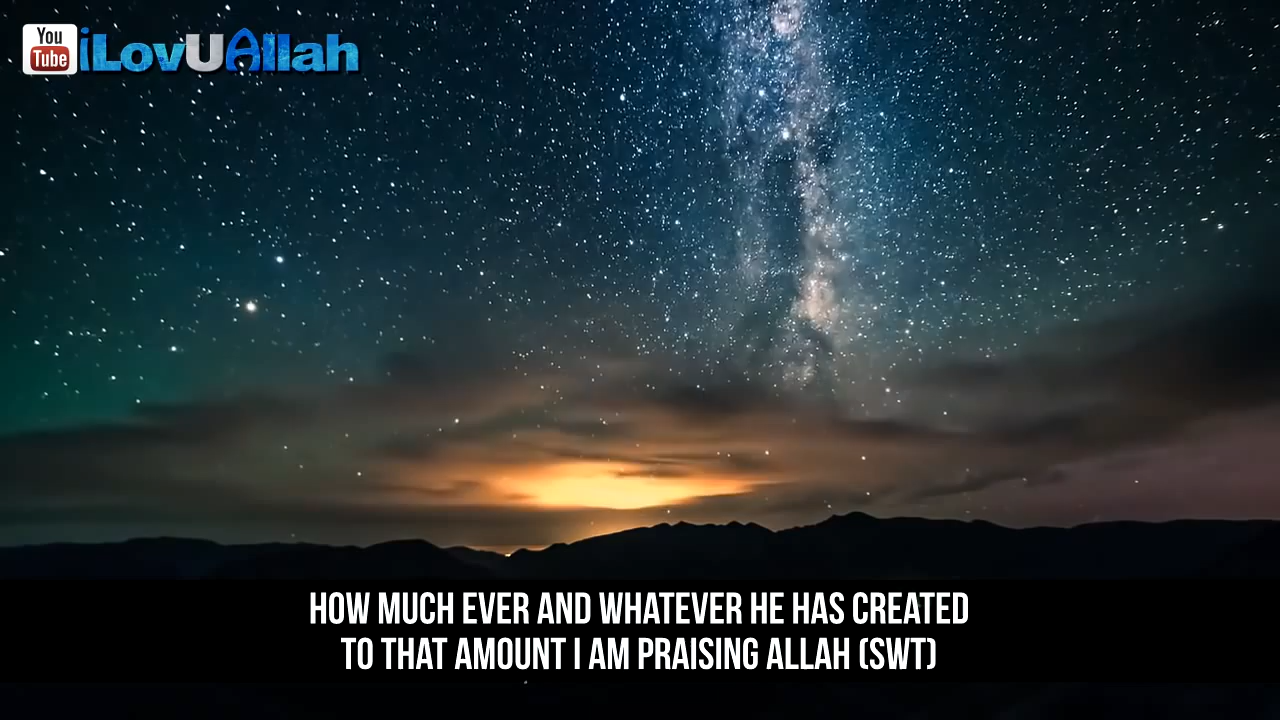 You
Tube iLovUAllah
HOW MUCH EVER AND WHATEVER HE HAS CREATED
TO THAT AMOUNT I AM PRAISING ALLAH (SWT)